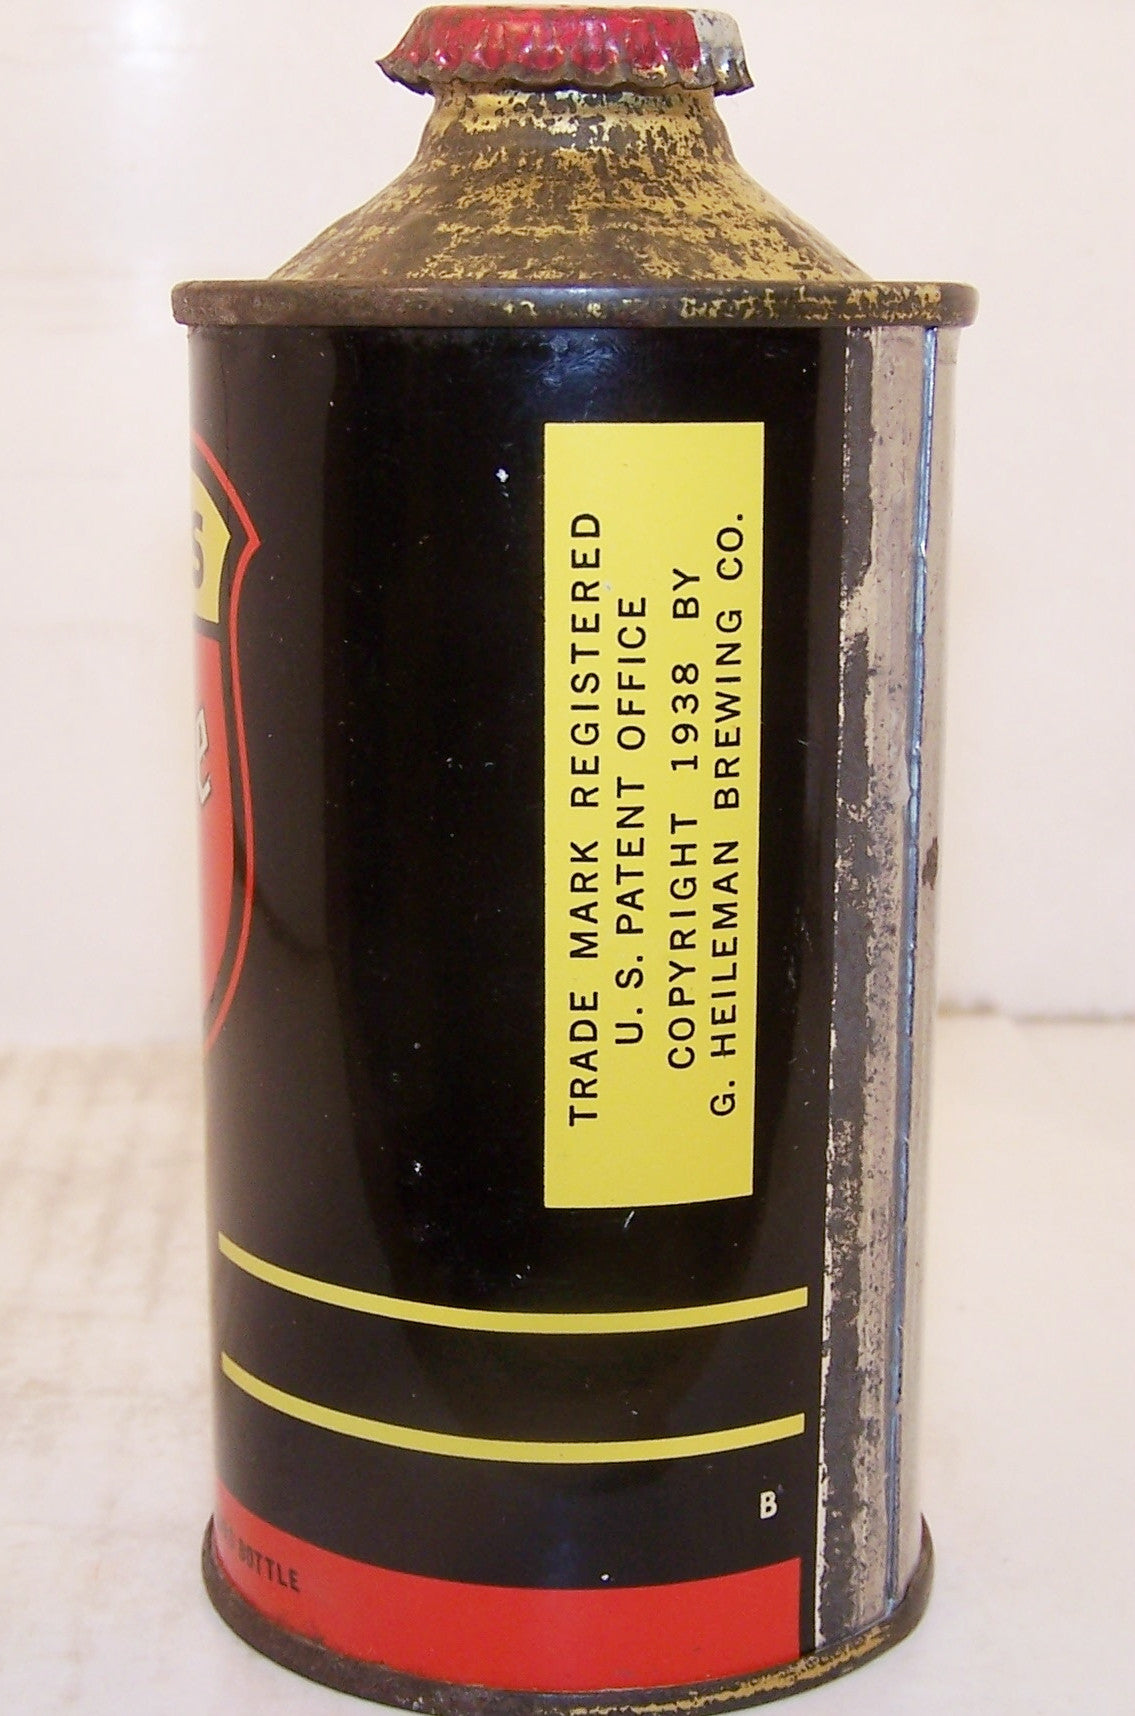 TRADE MARK REGISTERED
U. S. PATENT OFFICE
COPYRIGHT 1938 BY
G. HEILEMAN BREWING CO.
S
e
B
BOTTLE